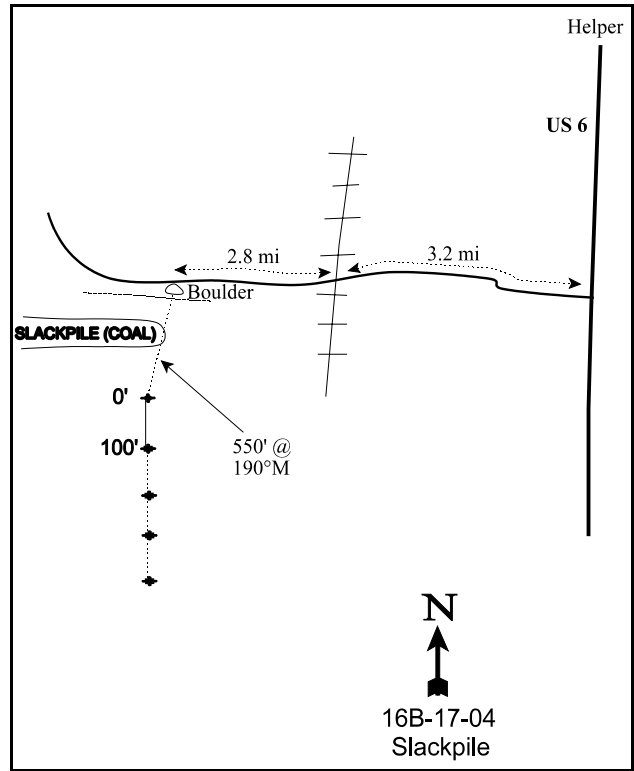 Helper
US 6
3.2 mi
2.8 mi
Boulder
SLACKPILE (COAL)
0'
100'
550' @
190°M
N
16B-17-04
Slackpile